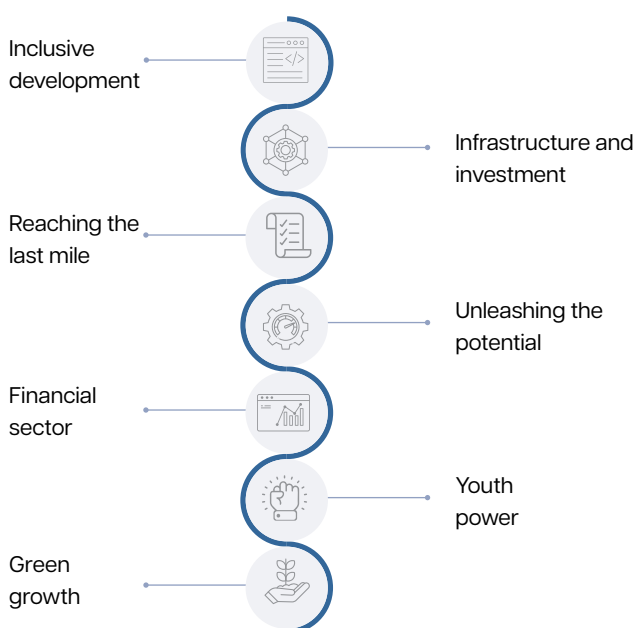 Inclusive
development
Infrastructure and
investment
Reaching the
last mile
Unleashing the
potential
Financial
sector
Youth
power
Green
growth